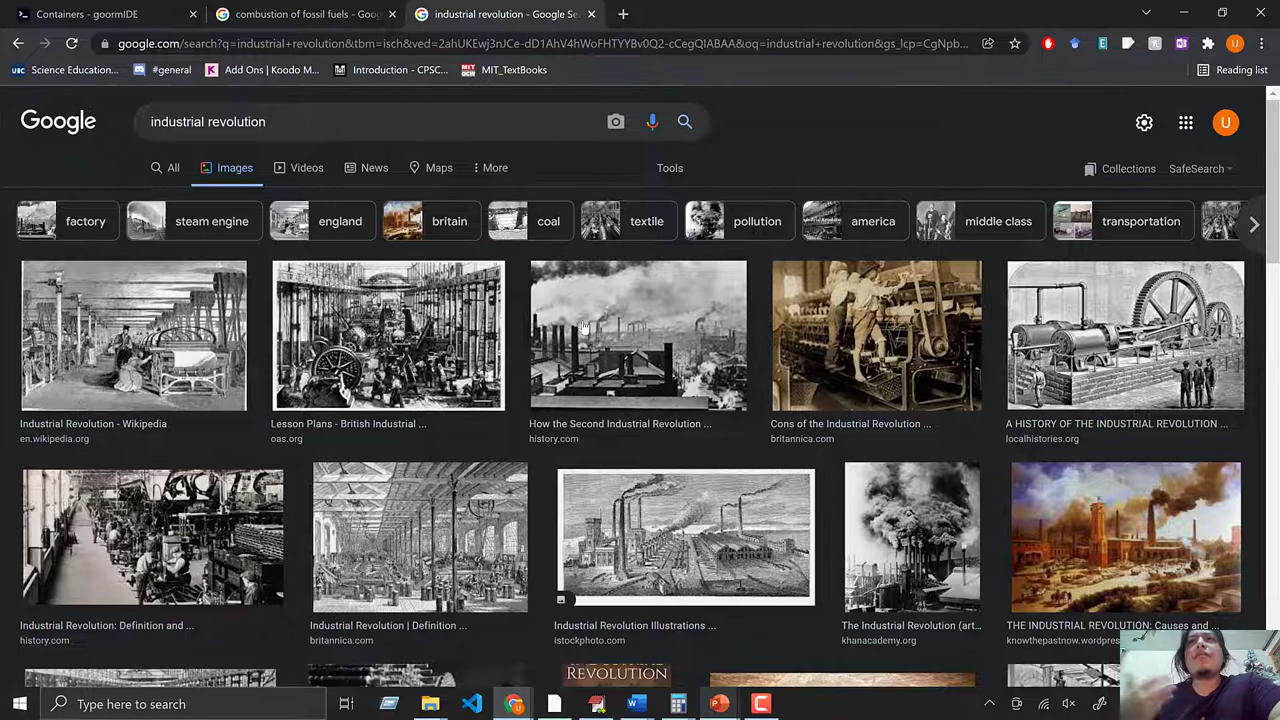 Containers - goormIDE
combustion of fossil fuels - Goo
industrial revolution - Google Se
google.com/search?q=industrial+revolution&tbm=isch&ved=2ahUKEwj3nJCe-dD1AhV4hWoFHTYYBv0Q2-cCegQIABAA&oq=industrial+revolution&gs_lcp=CgNpb...
UBC Science Education...
#general
K Add Ons | Koodo M...
Introduction - CPSC...
MIT OCW MIT_TextBooks
Reading list
Google
industrial revolution
U
All
Images
Videos
News
Maps
More
Tools
Collections
SafeSearch
factory
steam engine
england
britain
coal
textile
pollution
america
middle class
transportation
Industrial Revolution - Wikipedia
en.wikipedia.org
Lesson Plans - British Industrial ...
oas.org
How the Second Industrial Revolution ...
history.com
Cons of the Industrial Revolution ...
britannica.com
A HISTORY OF THE INDUSTRIAL REVOLUTION ...
localhistories.org
Industrial Revolution: Definition and ...
history.com
Industrial Revolution | Definition ...
britannica.com
Industrial Revolution Illustrations ...
istockphoto.com
The Industrial Revolution (art...
khanacademy.org
THE INDUSTRIAL REVOLUTION: Causes and ...
knowthepastnow.wordpre
REVOLUTION
Type here to search